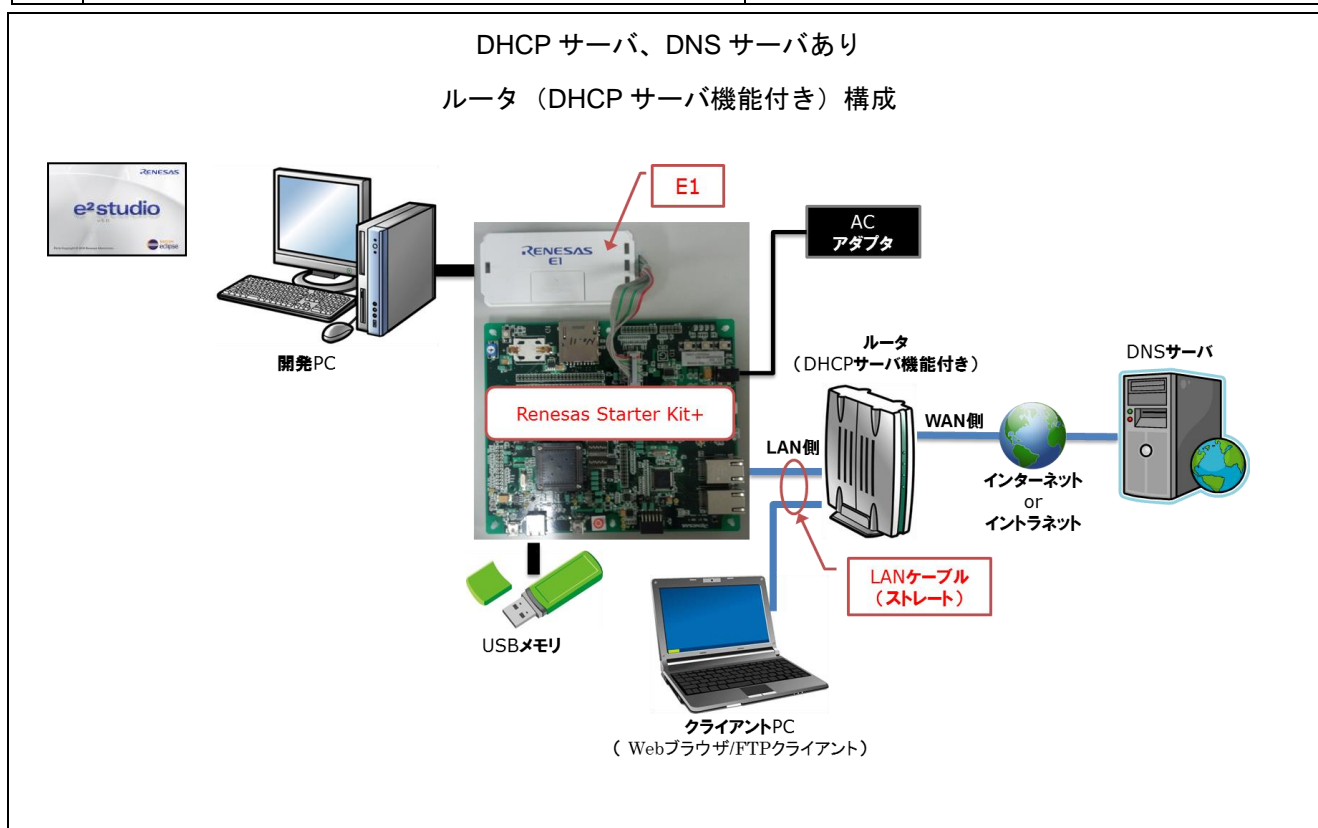 DHCP サーバ、DNS サーバあり
ルータ（DHCP サーバ機能付き）構成
RENESAS
e²studio
eclipse
E1
AC
アダプタ
RENESAS
E1
開発PC
Renesas Starter Kit+
ルータ
（DHCPサーバ機能付き）
DNSサーバ
LAN側
WAN側
インターネット
or
イントラネット
LANケーブル
（ストレート）
USBメモリ
クライアントPC
( Webブラウザ/FTPクライアント）